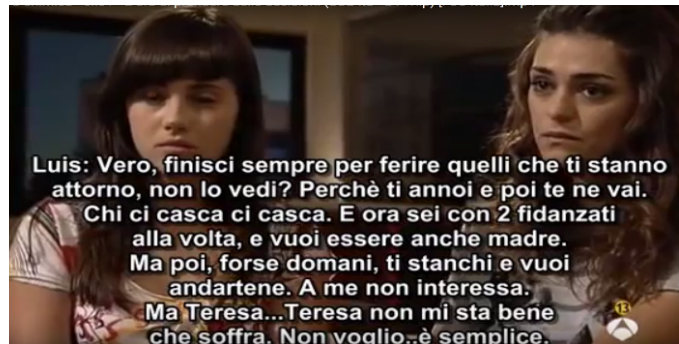 Luis: Vero, finisci sempre per ferire quelli che ti stanno
attorno, non lo vedi? Perchè ti annoi e poi te ne vai.
Chi ci casca ci casca. E ora sei con 2 fidanzati
alla volta, e vuoi essere anche madre.
Ma poi, forse domani, ti stanchi e vuoi
andartene. A me non interessa.
Ma Teresa...Teresa non mi sta bene
che soffra. Non voglio..è semplice.
13